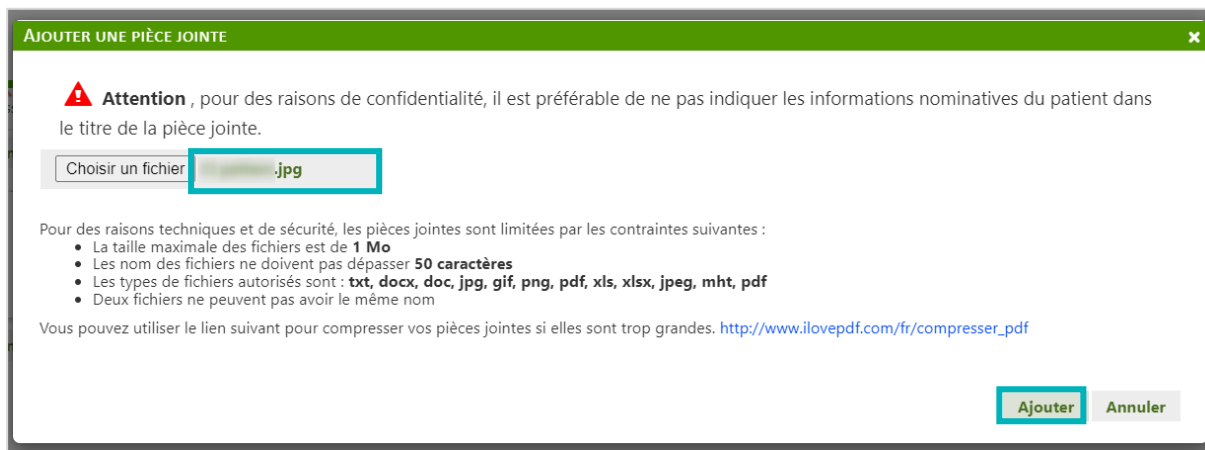 AJOUTER UNE PIÈCE JOINTE
Attention , pour des raisons de confidentialité, il est préférable de ne pas indiquer les informations nominatives du patient dans
le titre de la pièce jointe.
Choisir un fichier .jpg
Pour des raisons techniques et de sécurité, les pièces jointes sont limitées par les contraintes suivantes :
• La taille maximale des fichiers est de 1 Mo
• Les nom des fichiers ne doivent pas dépasser 50 caractères
• Les types de fichiers autorisés sont : txt, docx, doc, jpg, gif, png, pdf, xls, xlsx, jpeg, mht, pdf
• Deux fichiers ne peuvent pas avoir le même nom
Vous pouvez utiliser le lien suivant pour compresser vos pièces jointes si elles sont trop grandes. http://www.ilovepdf.com/fr/compresser_pdf
Ajouter Annuler